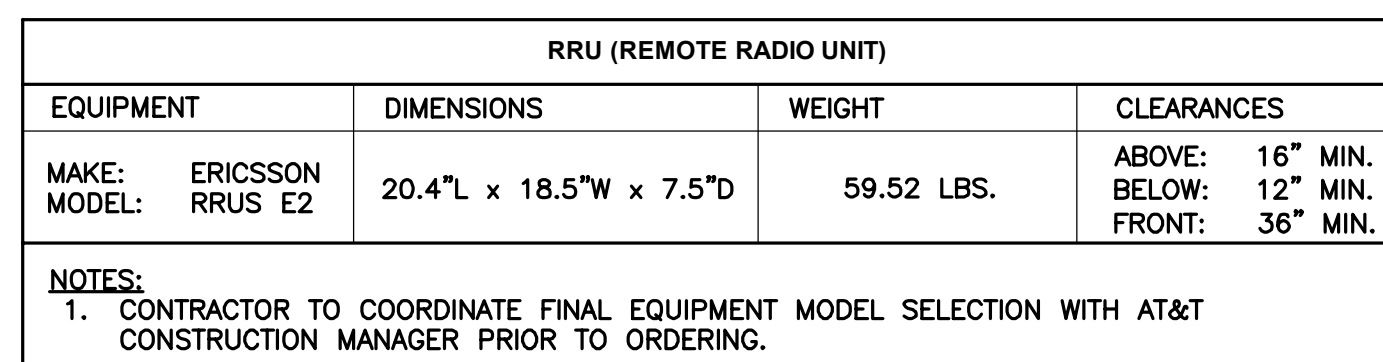 RRU (REMOTE RADIO UNIT)
EQUIPMENT DIMENSIONS WEIGHT CLEARANCES
MAKE: ERICSSON
MODEL: RRUS E2
20.4"L x 18.5"W x 7.5"D
59.52 LBS.
ABOVE: 16" MIN.
BELOW: 12" MIN.
FRONT: 36" MIN.
NOTES:
1. CONTRACTOR TO COORDINATE FINAL EQUIPMENT MODEL SELECTION WITH AT&T
CONSTRUCTION MANAGER PRIOR TO ORDERING.